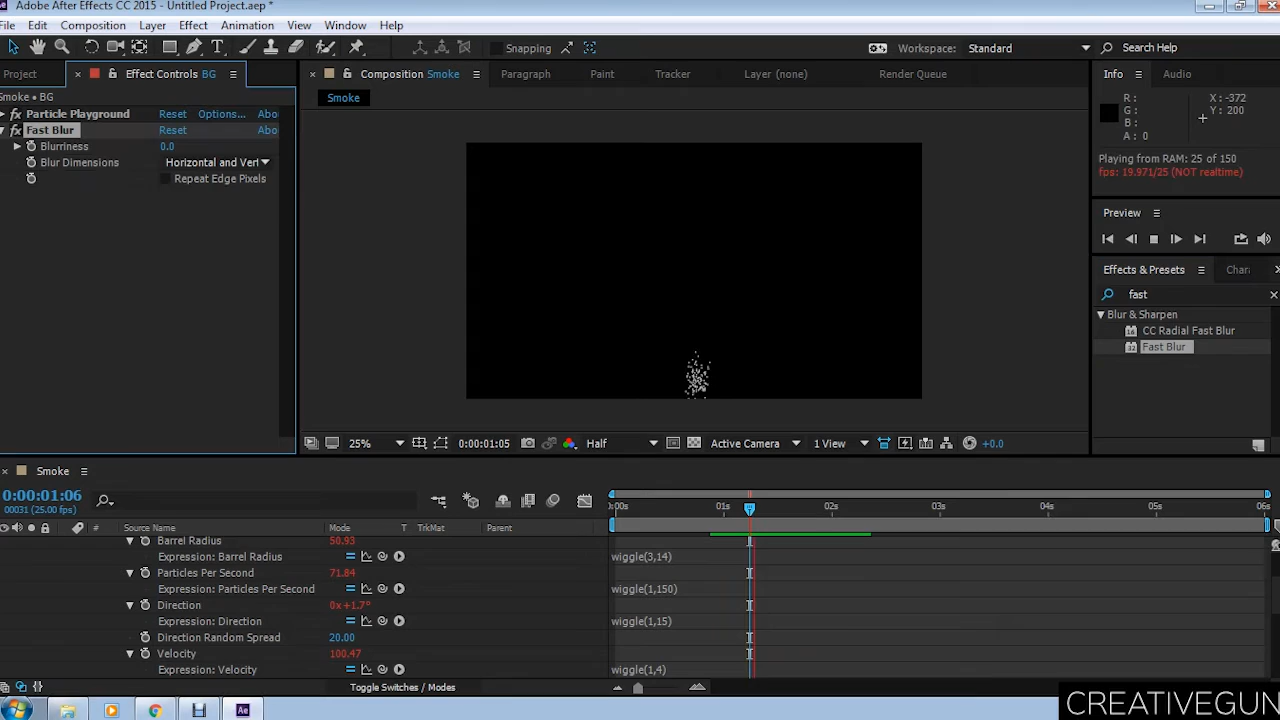 Adobe After Effects CC 2015 - Untitled Project.aep *
File Edit Composition Layer Effect Animation View Window Help
Snapping
Workspace: Standard
Search Help
Project
Effect Controls BG
Composition Smoke
Paragraph
Paint
Tracker
Layer (none)
Render Queue
Info
Audio
Smoke • BG
Smoke
Particle Playground Reset Options... Abo
Fast Blur Reset Abo
Blurriness 0.0
Blur Dimensions Horizontal and Vert
Repeat Edge Pixels
R :
G :
B :
A : 0
X : -372
Y : 200
Playing from RAM: 25 of 150
fps: 19.971/25 (NOT realtime)
Preview
Effects & Presets
Chara
fast
Blur & Sharpen
CC Radial Fast Blur
Fast Blur
25%
0:00:01:05
Half
Active Camera
1 View
+0.0
Smoke
0:00:01:06
00031 (25.00 fps)
:00s 01s 02s 03s 04s 05s 06s
# Source Name Mode T TrkMat Parent
Barrel Radius 50.93
Expression: Barrel Radius wiggle(3,14)
Particles Per Second 71.84
Expression: Particles Per Second wiggle(1,150)
Direction 0x+1.7°
Expression: Direction wiggle(1,15)
Direction Random Spread 20.00
Velocity 100.47
Expression: Velocity wiggle(1,4)
Toggle Switches / Modes
CREATIVEGUN
Ae